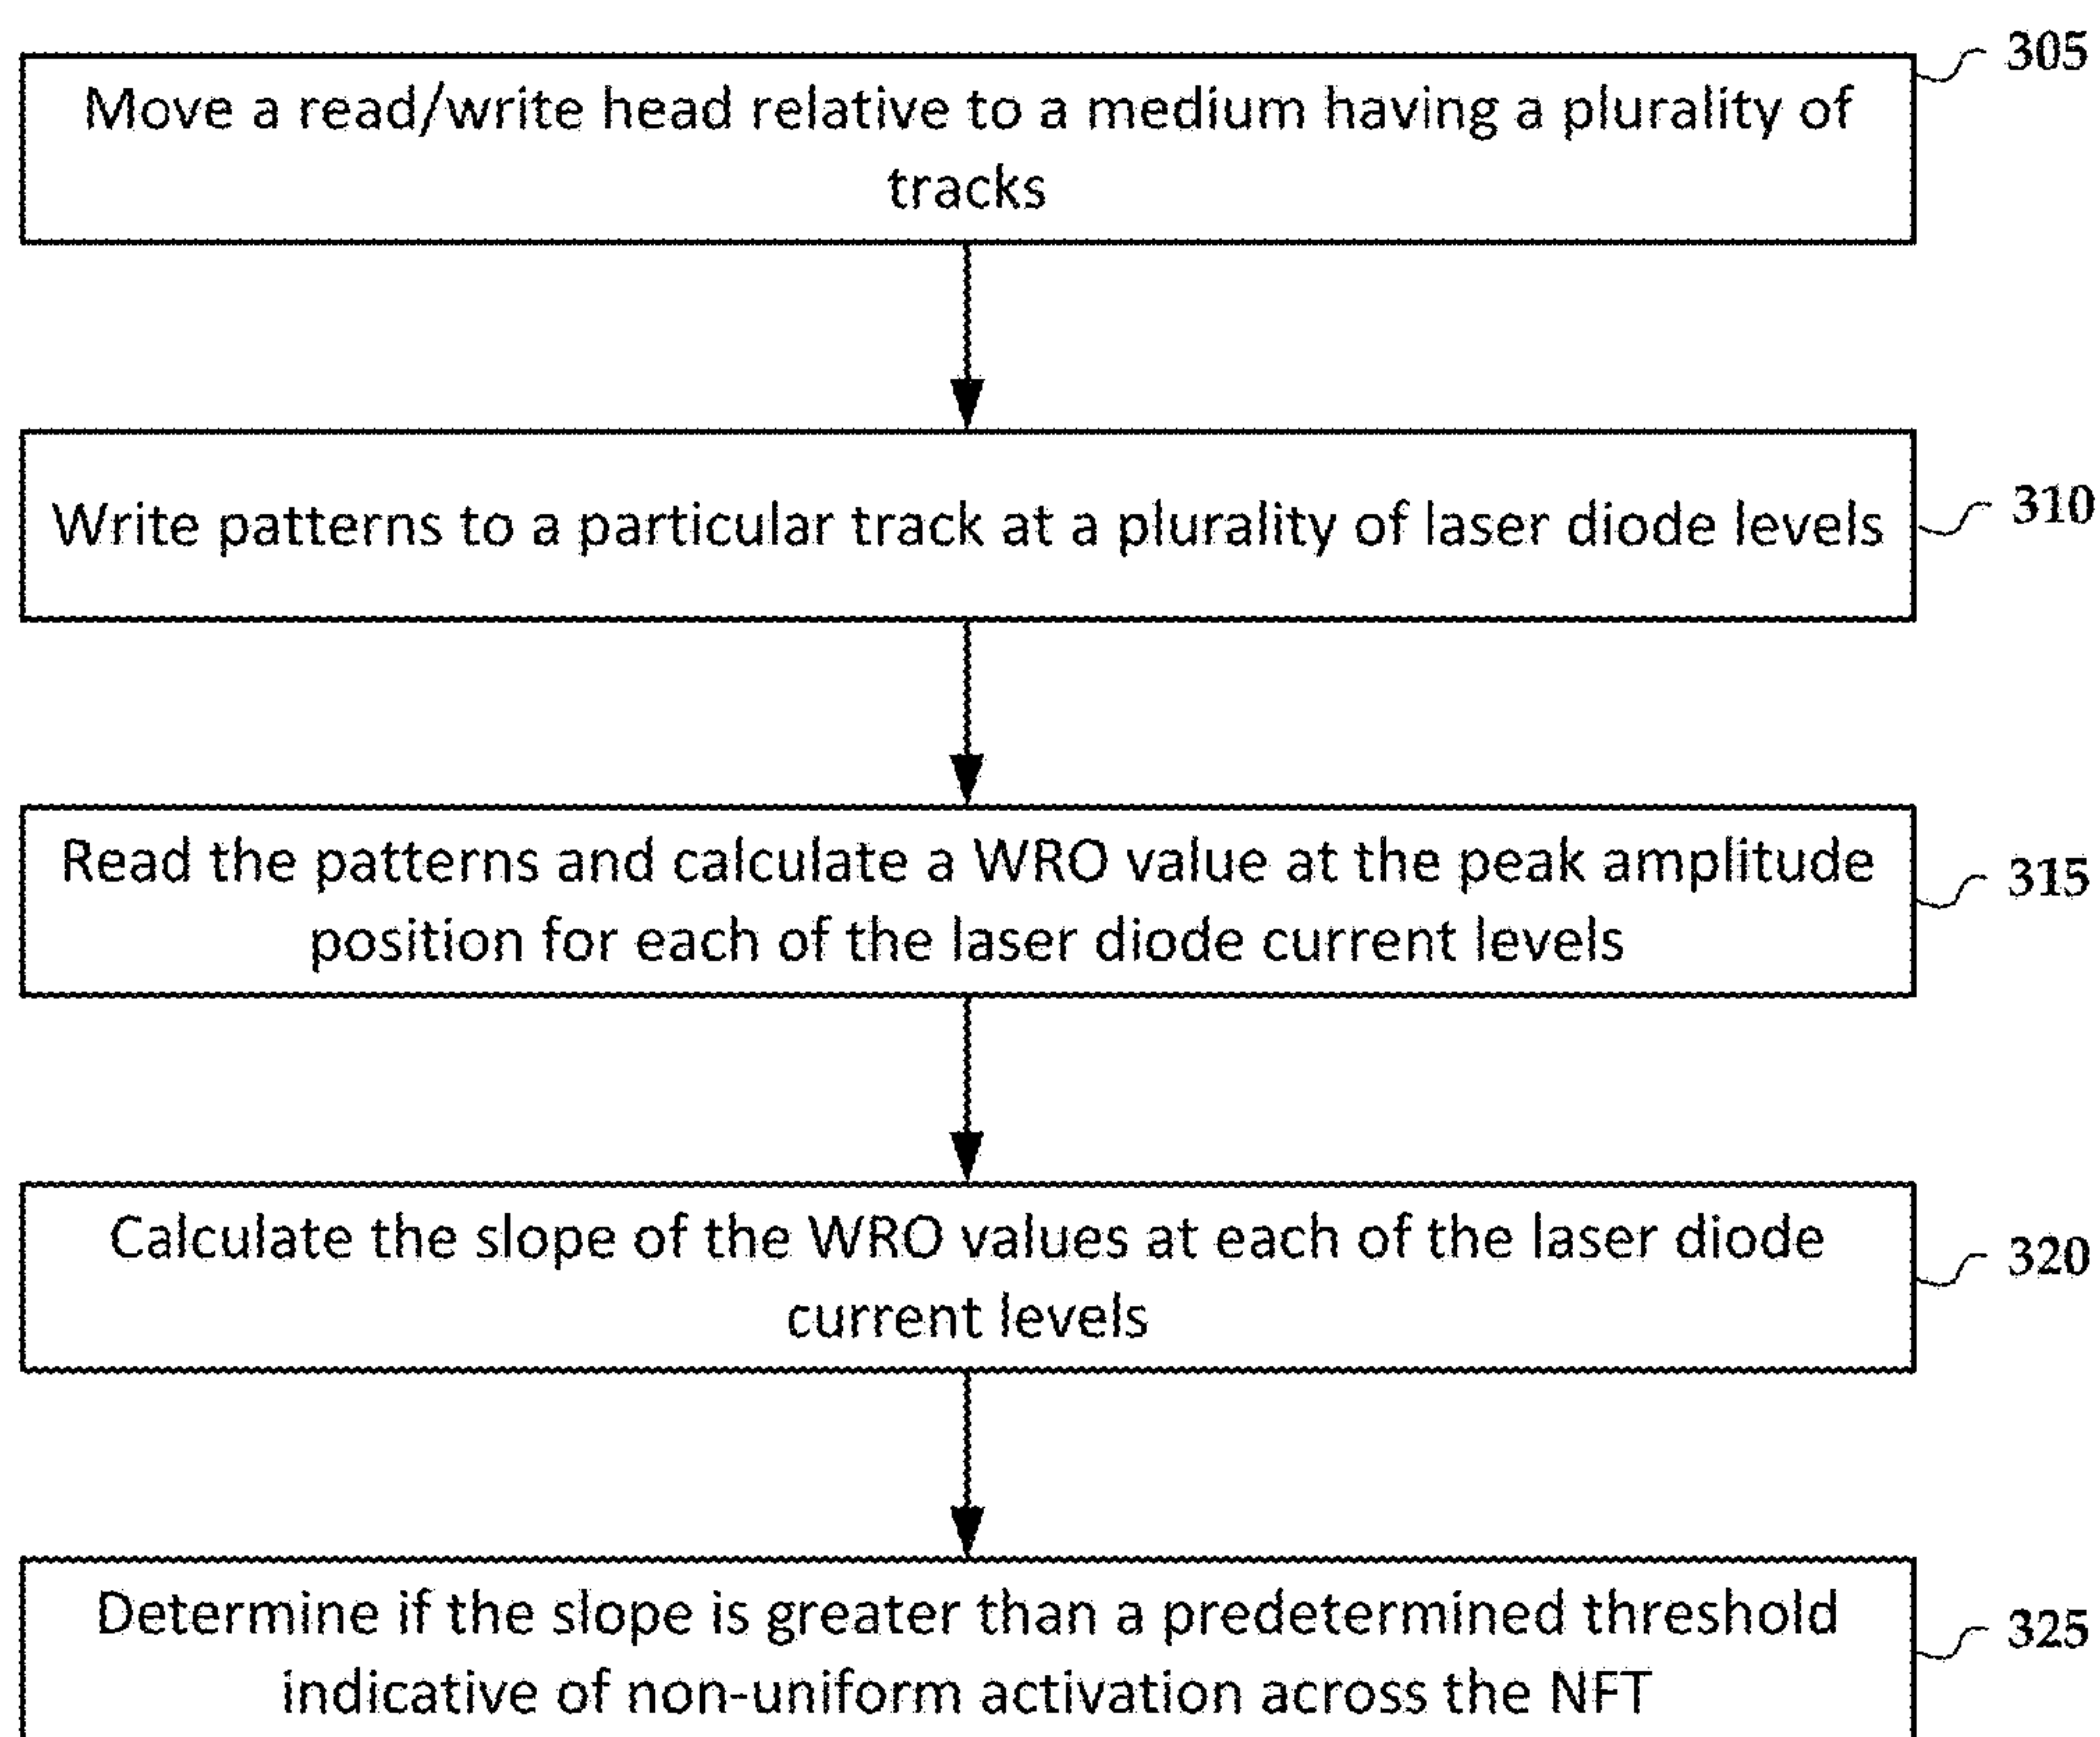 305
Move a read/write head relative to a medium having a plurality of
tracks
Write patterns to a particular track at a plurality of laser diode levels
310
Read the patterns and calculate a WRO value at the peak amplitude
position for each of the laser diode current levels
315
Calculate the slope of the WRO values at each of the laser diode
current levels
320
Determine if the slope is greater than a predetermined threshold
indicative of non-uniform activation across the NFT
325